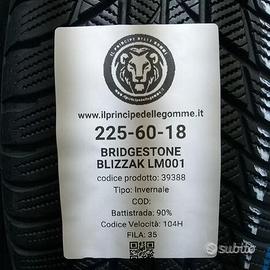 IL PRINCIPE DELLE GOMME
www.ilprincipedellegomme.it
225-60-18
BRIDGESTONE
BLIZZAK LM001
codice prodotto: 39388
Tipo: Invernale
COD:
Battistrada: 90%
Codice Velocità: 104H
FILA: 35
subito